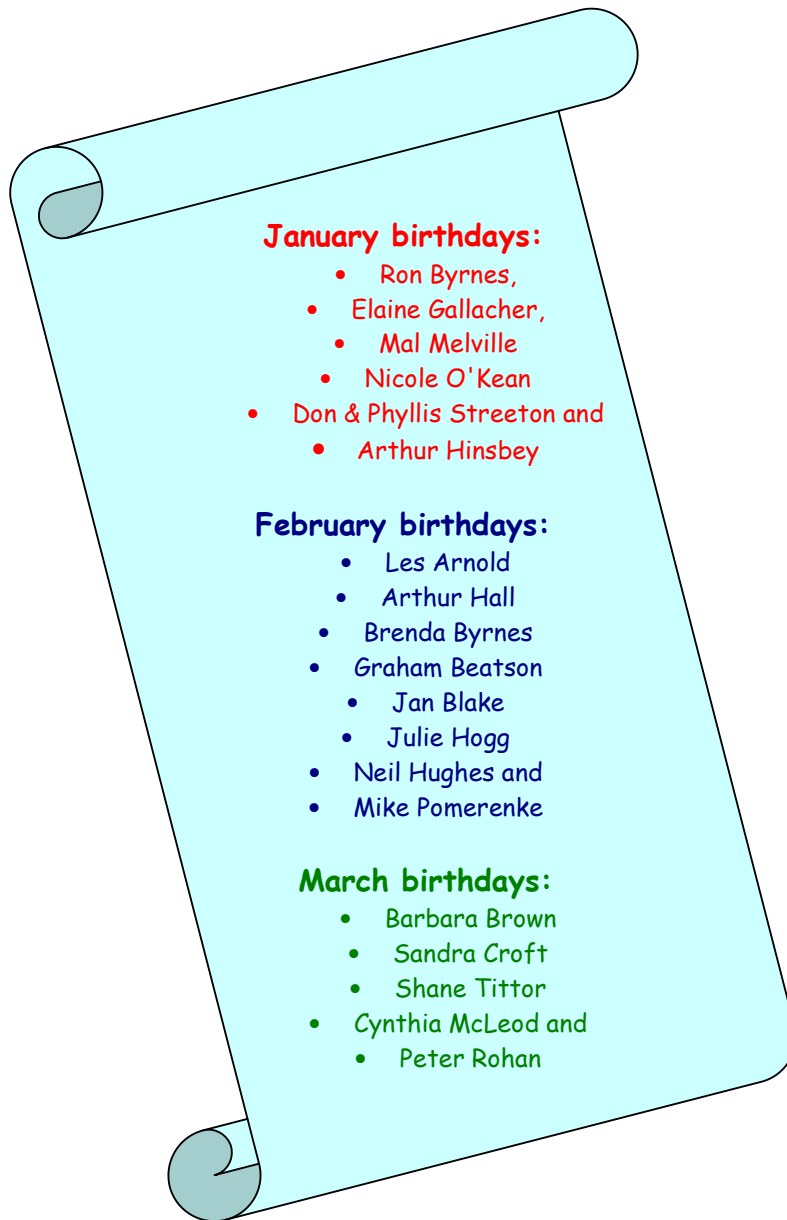 January birthdays:
• Ron Byrnes,
• Elaine Gallacher,
• Mal Melville
• Nicole O'Kean
• Don & Phyllis Streeton and
• Arthur Hinsbey
February birthdays:
• Les Arnold
• Arthur Hall
• Brenda Byrnes
• Graham Beatson
• Jan Blake
• Julie Hogg
• Neil Hughes and
• Mike Pomerenke
March birthdays:
• Barbara Brown
• Sandra Croft
• Shane Tittor
• Cynthia McLeod and
• Peter Rohan